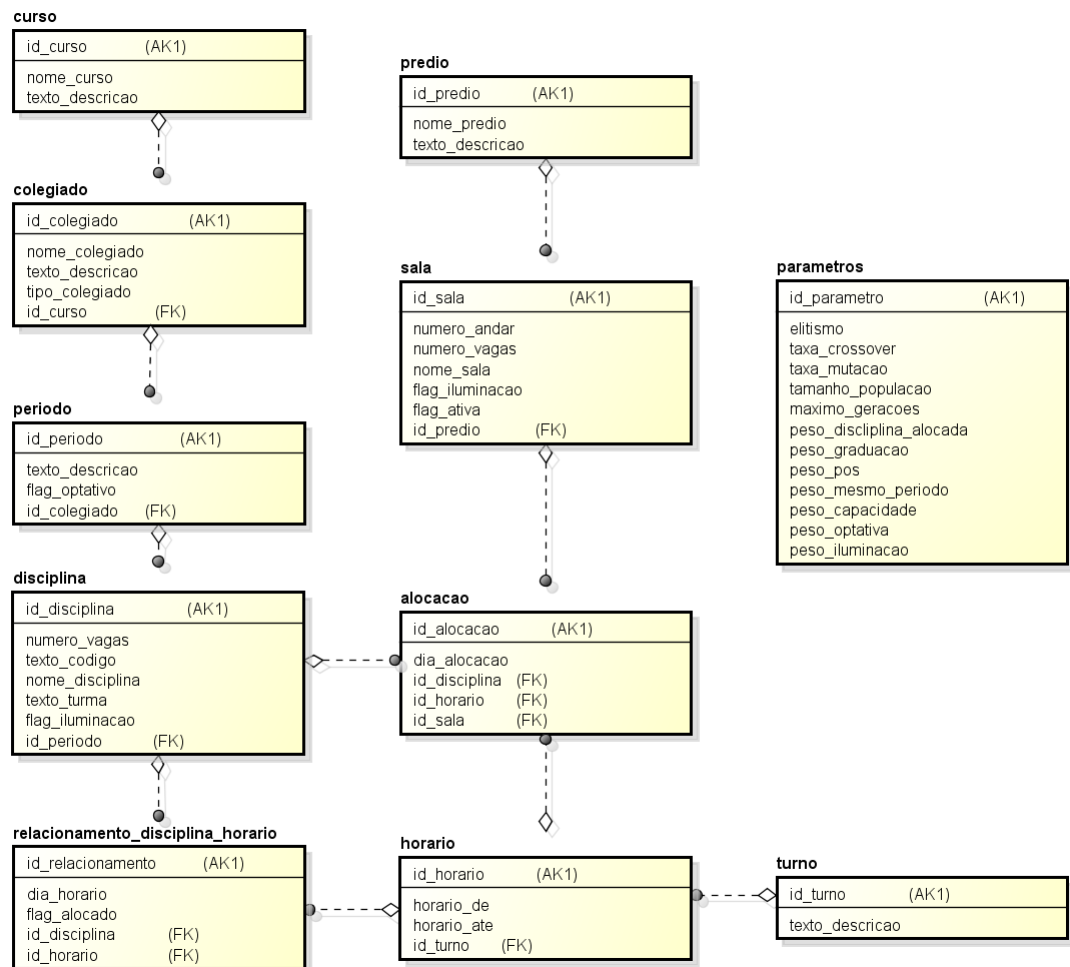 curso
id_curso (AK1)
nome_curso
texto_descricao
colegiado
id_colegiado (AK1)
nome_colegiado
texto_descricao
tipo_colegiado
id_curso (FK)
periodo
id_periodo (AK1)
texto_descricao
flag_optativo
id_colegiado (FK)
disciplina
id_disciplina (AK1)
numero_vagas
texto_codigo
nome_disciplina
texto_turma
flag_iluminacao
id_periodo (FK)
relacionamento_disciplina_horario
id_relacionamento (AK1)
dia_horario
flag_alocado
id_disciplina (FK)
id_horario (FK)
predio
id_predio (AK1)
nome_predio
texto_descricao
sala
id_sala (AK1)
numero_andar
numero_vagas
nome_sala
flag_iluminacao
flag_ativa
id_predio (FK)
alocacao
id_alocacao (AK1)
dia_alocacao
id_disciplina (FK)
id_horario (FK)
id_sala (FK)
horario
id_horario (AK1)
horario_de
horario_ate
id_turno (FK)
parametros
id_parametro (AK1)
elitismo
taxa_crossover
taxa_mutacao
tamanho_populacao
maximo_geracoes
peso_discliplina_alocada
peso_graduacao
peso_pos
peso_mesmo_periodo
peso_capacidade
peso_optativa
peso_iluminacao
turno
id_turno (AK1)
texto_descricao